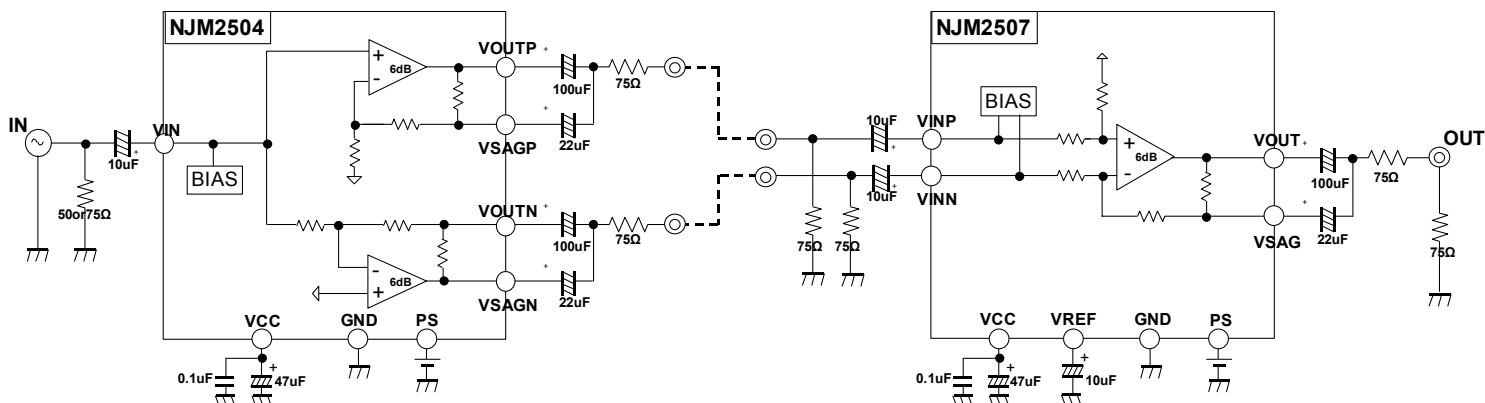 NJM2504
NJM2507
IN
10uF
50or75Ω
VIN
BIAS
+
-
6dB
VOUTP
+
100uF
75Ω
VSAGP
+
22uF
-
+
6dB
VOUTN
+
100uF
75Ω
VSAGN
+
22uF
VCC
GND
PS
0.1uF
+
47uF
10uF
+
VINP
10uF
+
VINN
75Ω
75Ω
BIAS
+
-
6dB
VOUT
+
100uF
75Ω
OUT
VSAG
+
22uF
75Ω
VCC
VREF
GND
PS
0.1uF
+
47uF
+
10uF